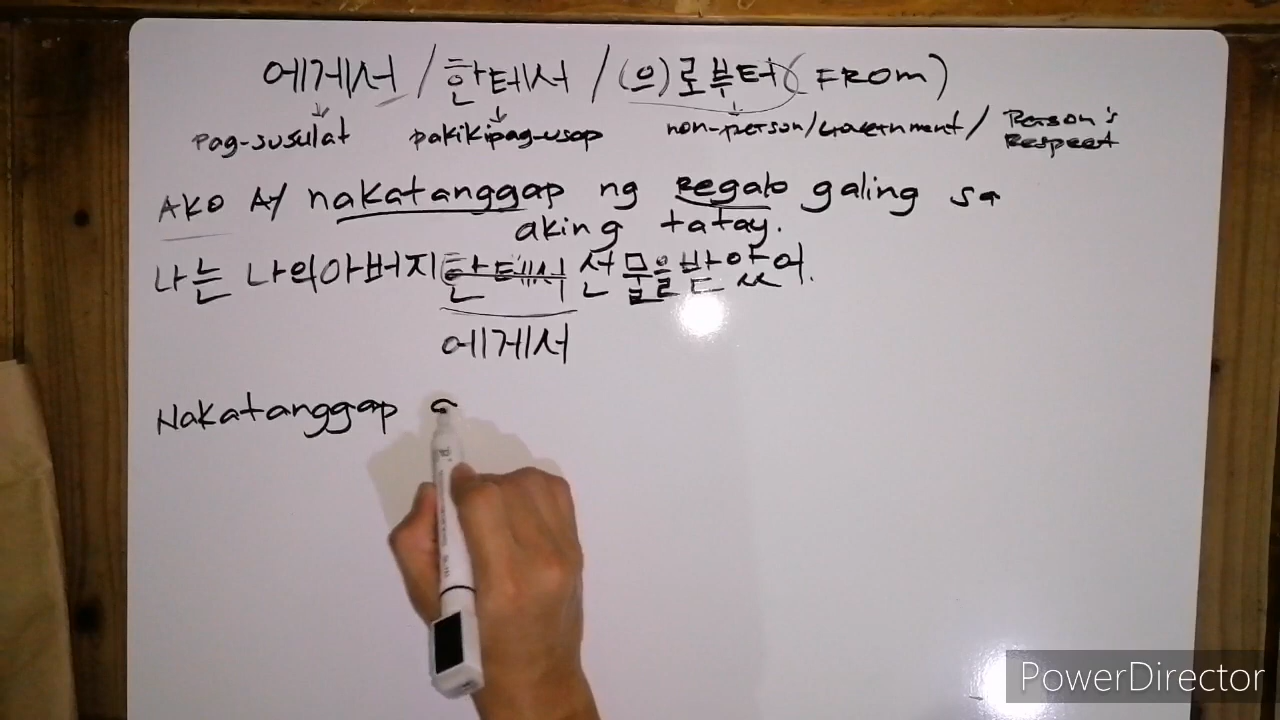 에게서 / 한테서 / (으)로부터 (FROM)
pag-susulat pakikipag-usap non-person/Government/ Person's Respect
AKO AY nakatanggap ng Regalo galing sa
aking tatay.
나는 나의아버지한테서 선물을받았어.
에게서
Nakatanggap a
PowerDirector